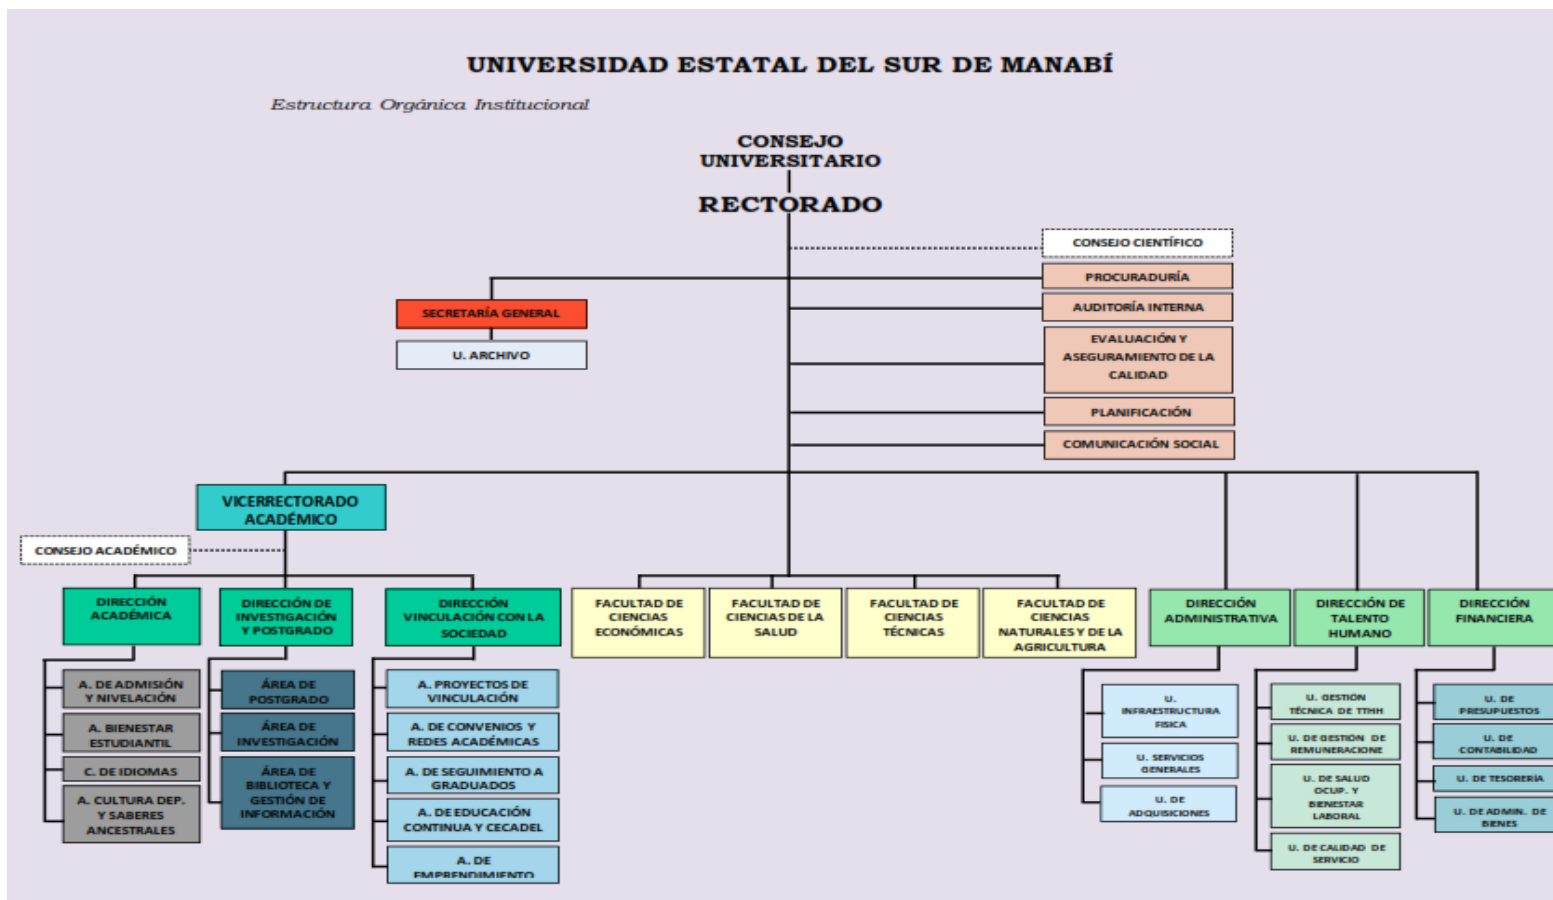 UNIVERSIDAD ESTATAL DEL SUR DE MANABÍ
Estructura Orgánica Institucional
CONSEJO
UNIVERSITARIO
RECTORADO
CONSEJO CIENTÍFICO
PROCURADURÍA
SECRETARÍA GENERAL
AUDITORÍA INTERNA
U. ARCHIVO
EVALUACIÓN Y
ASEGURAMIENTO DE LA
CALIDAD
PLANIFICACIÓN
COMUNICACIÓN SOCIAL
VICERRECTORADO
ACADÉMICO
CONSEJO ACADÉMICO
DIRECCIÓN
ACADÉMICA
DIRECCIÓN DE
INVESTIGACIÓN
Y POSTGRADO
DIRECCIÓN
VINCULACIÓN CON LA
SOCIEDAD
FACULTAD DE
CIENCIAS
ECONÓMICAS
FACULTAD DE
CIENCIAS DE LA
SALUD
FACULTAD DE
CIENCIAS
TÉCNICAS
FACULTAD DE
CIENCIAS
NATURALES Y DE LA
AGRICULTURA
DIRECCIÓN
ADMINISTRATIVA
DIRECCIÓN DE
TALENTO
HUMANO
DIRECCIÓN
FINANCIERA
A. DE ADMISIÓN
Y NIVELACIÓN
A. BIENESTAR
ESTUDIANTIL
C. DE IDIOMAS
A. CULTURA DEP.
Y SABERES
ANCESTRALES
ÁREA DE
POSTGRADO
ÁREA DE
INVESTIGACIÓN
ÁREA DE
BIBLIOTECA Y
GESTIÓN DE
INFORMACIÓN
A. PROYECTOS DE
VINCULACIÓN
A. DE CONVENIOS Y
REDES ACADÉMICAS
A. DE SEGUIMIENTO A
GRADUADOS
A. DE EDUCACIÓN
CONTINUA Y CECADEL
A. DE
EMPRENDIMIENTO
U.
INFRAESTRUCTURA
FISICA
U. SERVICIOS
GENERALES
U. DE
ADQUISICIONES
U. GESTIÓN
TÉCNICA DE TTHH
U. DE GESTIÓN DE
REMUNERACIONE
U. DE SALUD
OCUP. Y
BIENESTAR
LABORAL
U. DE CALIDAD DE
SERVICIO
U. DE
PRESUPUESTOS
U. DE
CONTABILIDAD
U. DE TESORERÍA
U. DE ADMIN. DE
BIENES